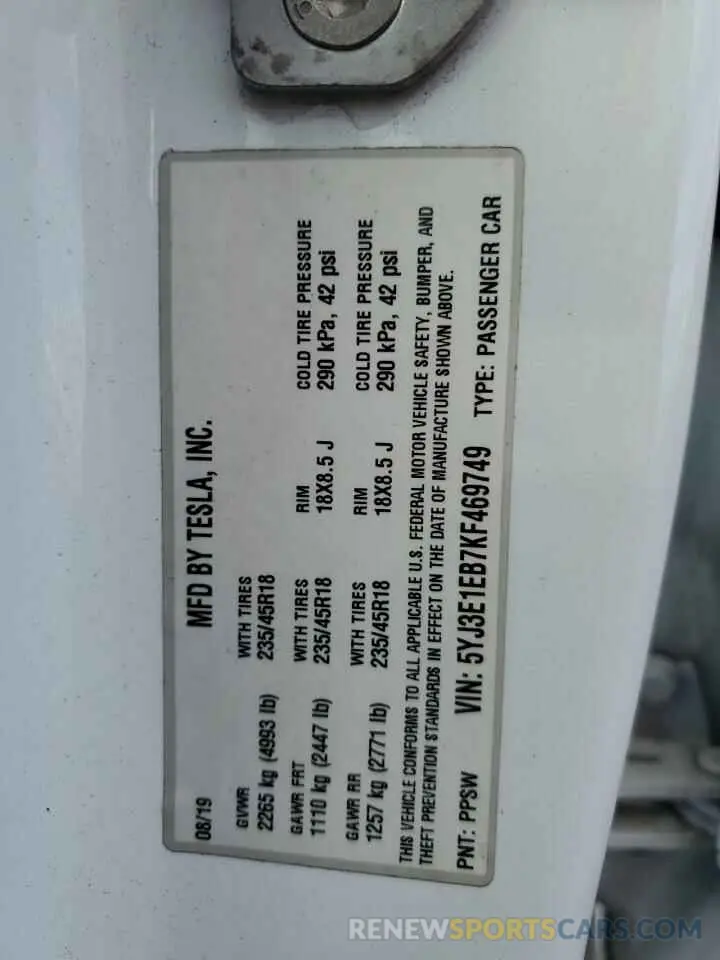 MFD BY TESLA, INC.
08/19
GVWR WITH TIRES
2265 kg (4993 lb) 235/45R18
GAWR FRT WITH TIRES RIM COLD TIRE PRESSURE
1110 kg (2447 lb) 235/45R18 18X8.5 J 290 kPa, 42 psi
GAWR RR WITH TIRES RIM COLD TIRE PRESSURE
1257 kg (2771 lb) 235/45R18 18X8.5 J 290 kPa, 42 psi
THIS VEHICLE CONFORMS TO ALL APPLICABLE U.S. FEDERAL MOTOR VEHICLE SAFETY, BUMPER, AND
THEFT PREVENTION STANDARDS IN EFFECT ON THE DATE OF MANUFACTURE SHOWN ABOVE.
PNT: PPSW VIN: 5YJ3E1EB7KF469749 TYPE: PASSENGER CAR
RENEWSPORTSCARS.COM